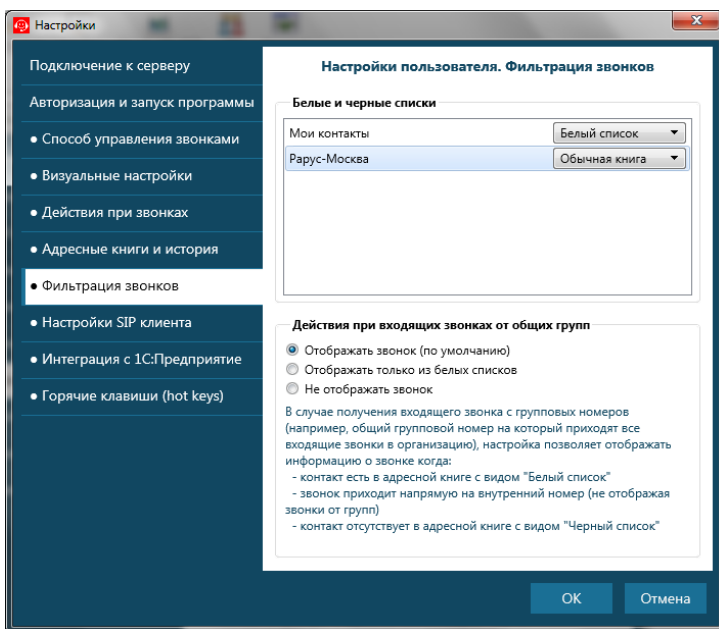 Настройки
Подключение к серверу
Авторизация и запуск программы
● Способ управления звонками
● Визуальные настройки
● Действия при звонках
● Адресные книги и история
● Фильтрация звонков
● Настройки SIP клиента
● Интеграция с 1С:Предприятие
● Горячие клавиши (hot keys)
Настройки пользователя. Фильтрация звонков
Белые и черные списки
Мои контакты Белый список
Рарус-Москва Обычная книга
Действия при входящих звонках от общих групп
Отображать звонок (по умолчанию)
Отображать только из белых списков
Не отображать звонок
В случае получения входящего звонка с групповых номеров
(например, общий групповой номер на который приходят все
входящие звонки в организацию), настройка позволяет отображать
информацию о звонке когда:
- контакт есть в адресной книге с видом "Белый список"
- звонок приходит напрямую на внутренний номер (не отображая
звонки от групп)
- контакт отсутствует в адресной книге с видом "Черный список"
ОК Отмена